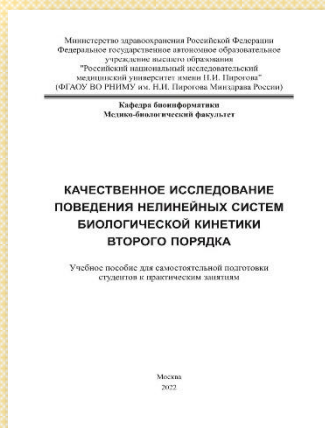 Министерство здравоохранения Российской Федерации
Федеральное государственное автономное образовательное
учреждение высшего образования
"Российский национальный исследовательский
медицинский университет имени Н.И. Пирогова"
(ФГАОУ ВО РНИМУ им. Н.И. Пирогова Минздрава России)
Кафедра биоинформатики
Медико-биологический факультет
КАЧЕСТВЕННОЕ ИССЛЕДОВАНИЕ
ПОВЕДЕНИЯ НЕЛИНЕЙНЫХ СИСТЕМ
БИОЛОГИЧЕСКОЙ КИНЕТИКИ
ВТОРОГО ПОРЯДКА
Учебное пособие для самостоятельной подготовки
студентов к практическим занятиям
Москва
2022